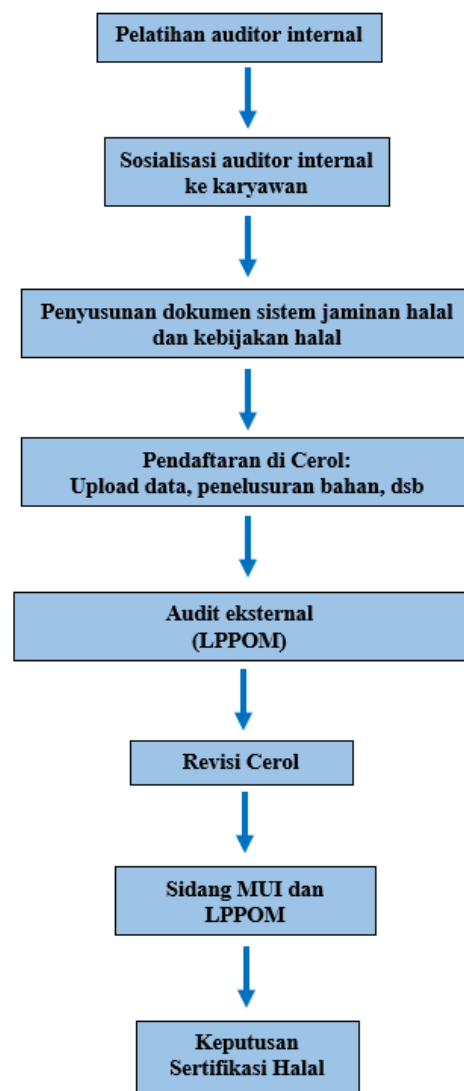 Pelatihan auditor internal
Sosialisasi auditor internal
ke karyawan
Penyusunan dokumen sistem jaminan halal
dan kebijakan halal
Pendaftaran di Cerol:
Upload data, penelusuran bahan, dsb
Audit eksternal
(LPPOM)
Revisi Cerol
Sidang MUI dan
LPPOM
Keputusan
Sertifikasi Halal